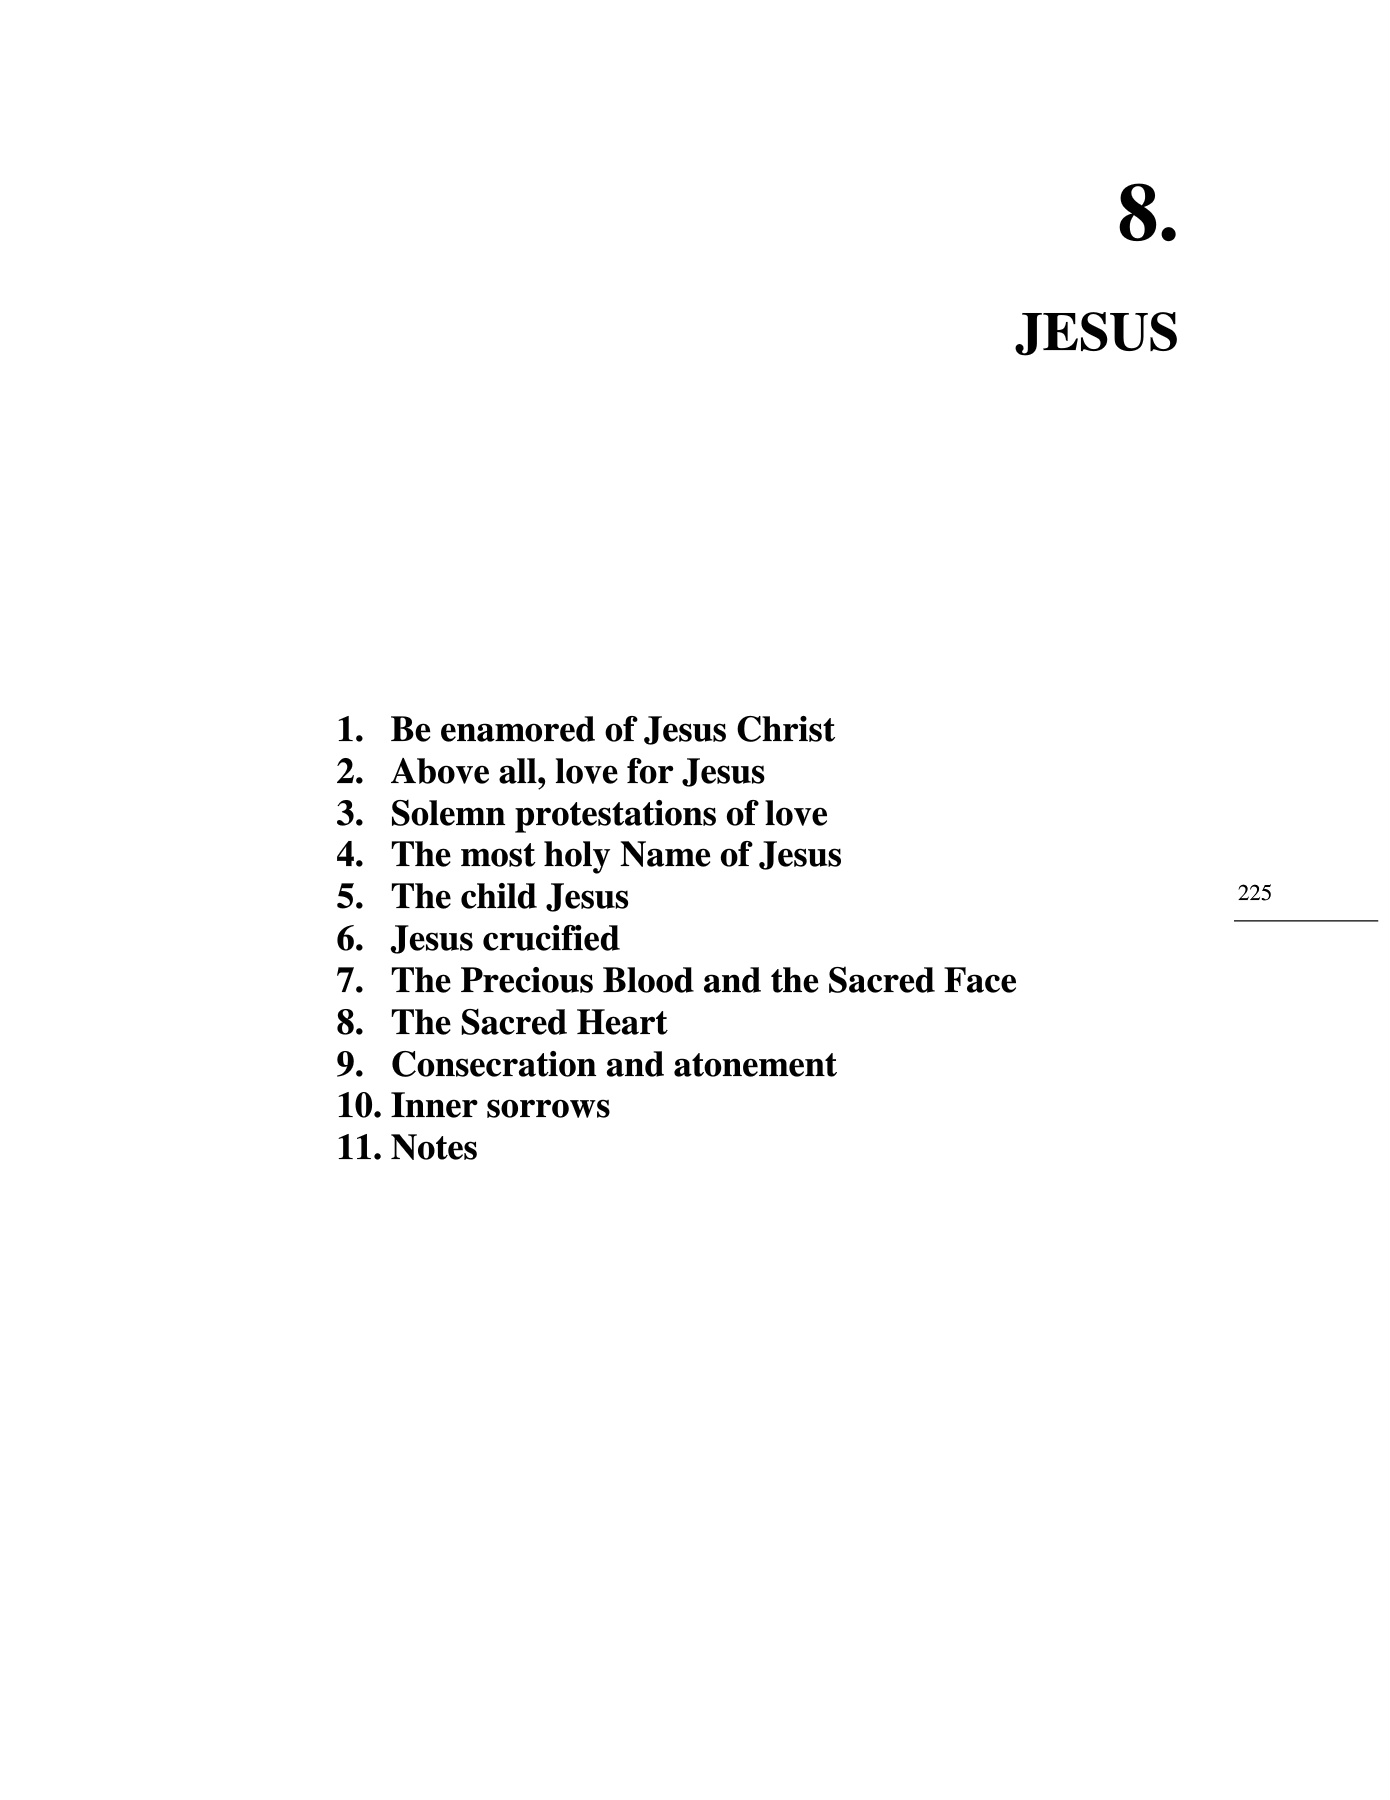 8.
JESUS
1. Be enamored of Jesus Christ
2. Above all, love for Jesus
3. Solemn protestations of love
4. The most holy Name of Jesus
5. The child Jesus
225
6. Jesus crucified
7. The Precious Blood and the Sacred Face
8. The Sacred Heart
9. Consecration and atonement
10. Inner sorrows
11. Notes